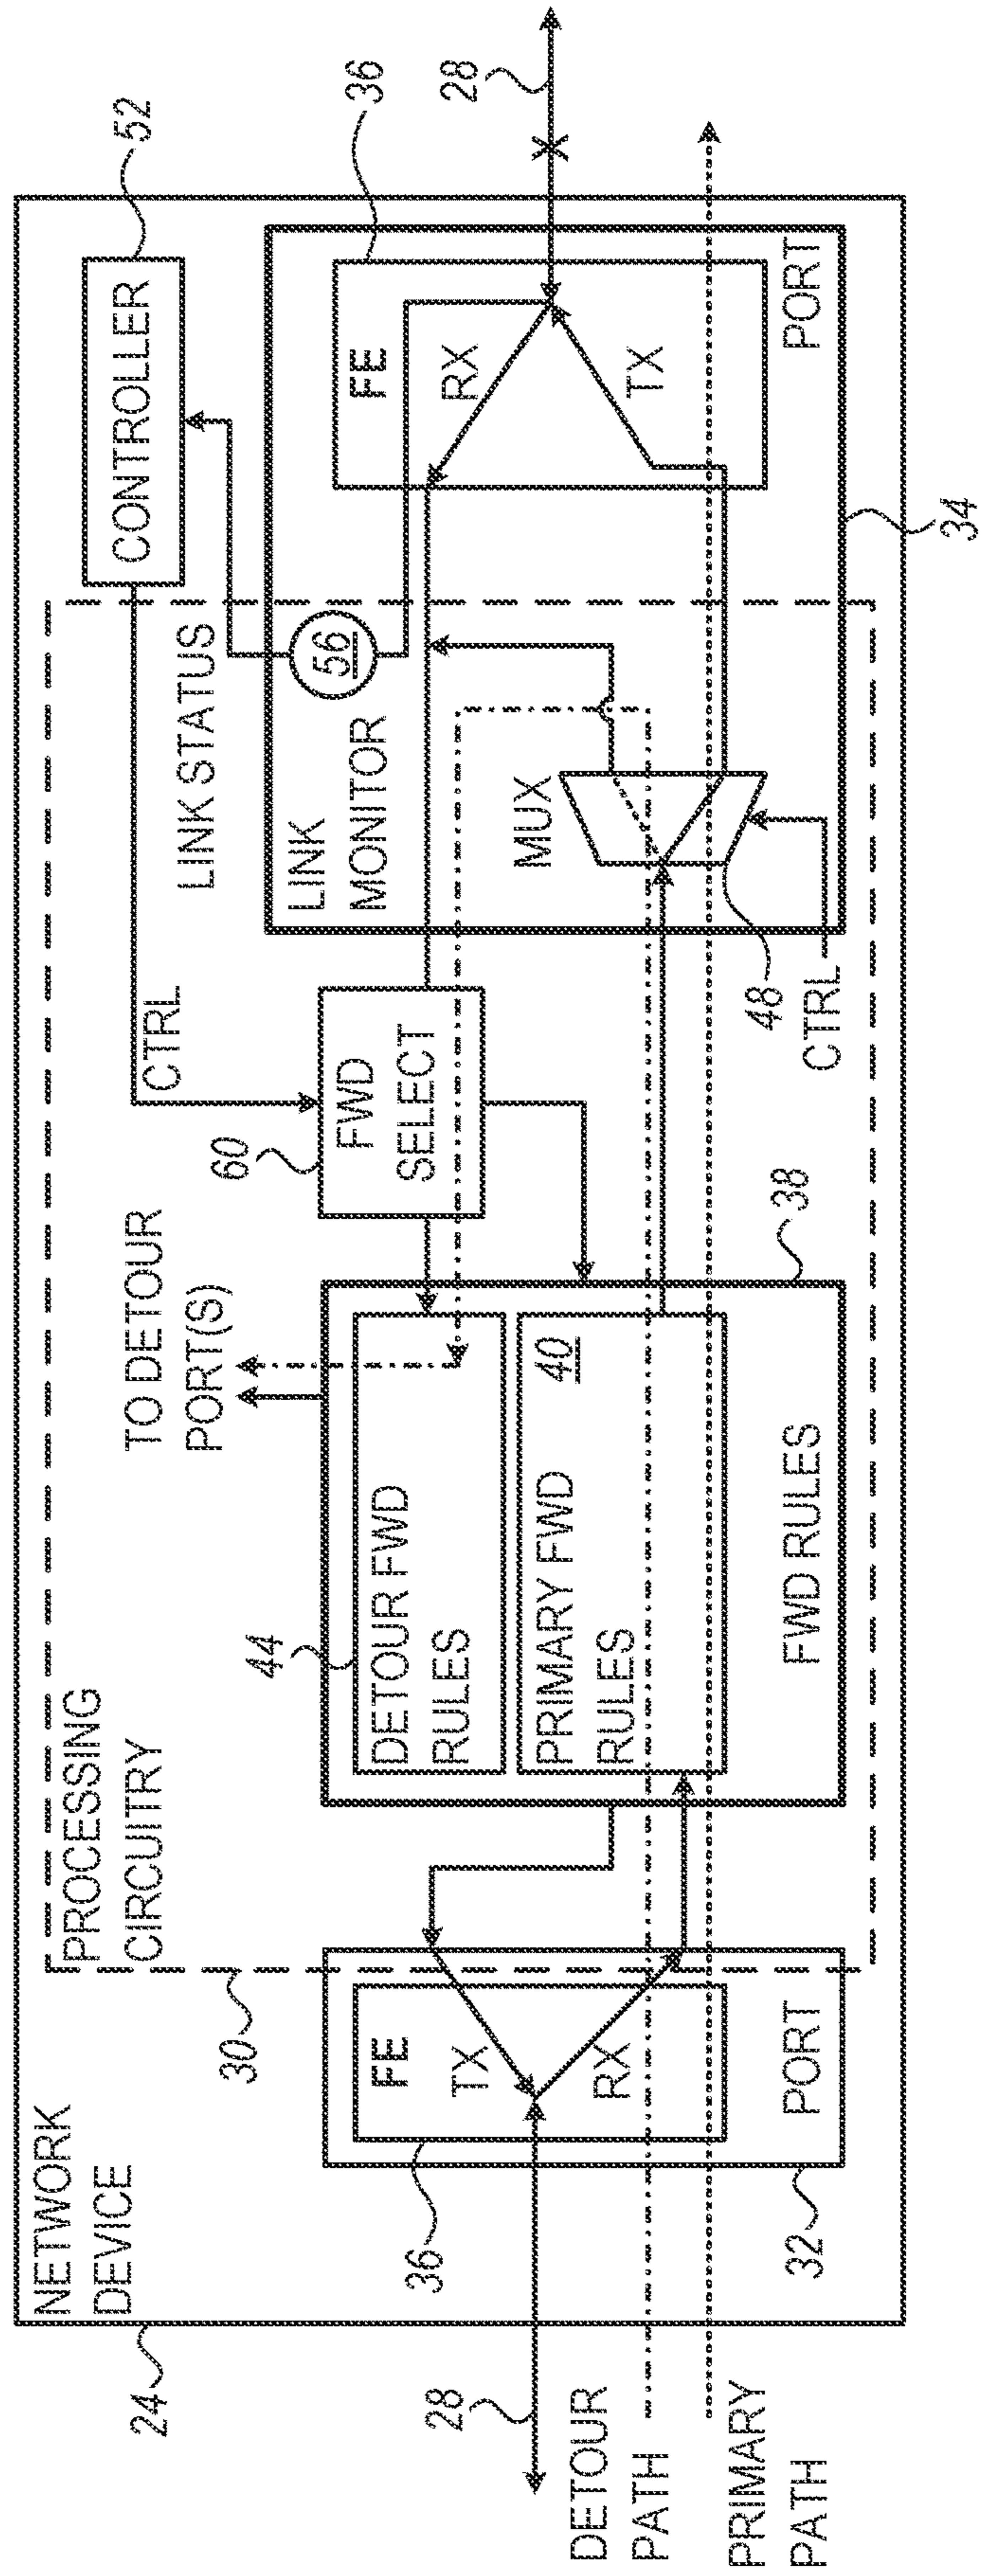 NETWORK
DEVICE
24
PROCESSING
CIRCUITRY
30
TO DETOUR
PORT(S)
CTRL
LINK STATUS
CONTROLLER
52
28
FE
TX
RX
PORT
36
32
44
DETOUR FWD
RULES
PRIMARY FWD
RULES
40
FWD RULES
38
60
FWD
SELECT
LINK
MONITOR
56
MUX
48
CTRL
FE
RX
TX
PORT
36
34
28
DETOUR
PATH
PRIMARY
PATH